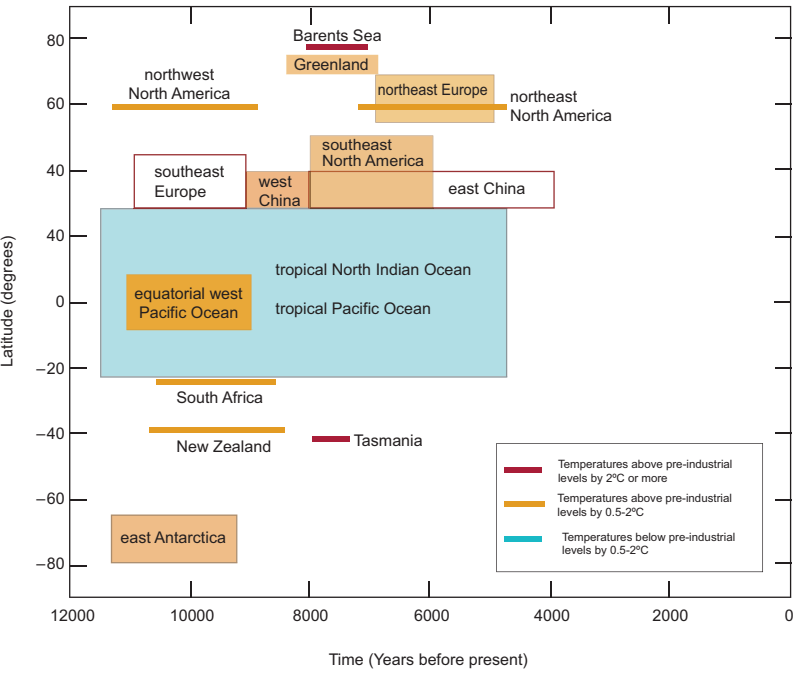 Barents Sea
Greenland
northwest
North America
northeast Europe
northeast
North America
southeast
North America
southeast
Europe
west
China
east China
tropical North Indian Ocean
equatorial west
Pacific Ocean
tropical Pacific Ocean
South Africa
New Zealand
Tasmania
east Antarctica
Temperatures above pre-industrial
levels by 2ºC or more
Temperatures above pre-industrial
levels by 0.5-2ºC
Temperatures below pre-industrial
levels by 0.5-2ºC
Latitude (degrees)
80
60
40
40
0
–20
–40
–60
–80
12000
10000
8000
6000
4000
2000
0
Time (Years before present)